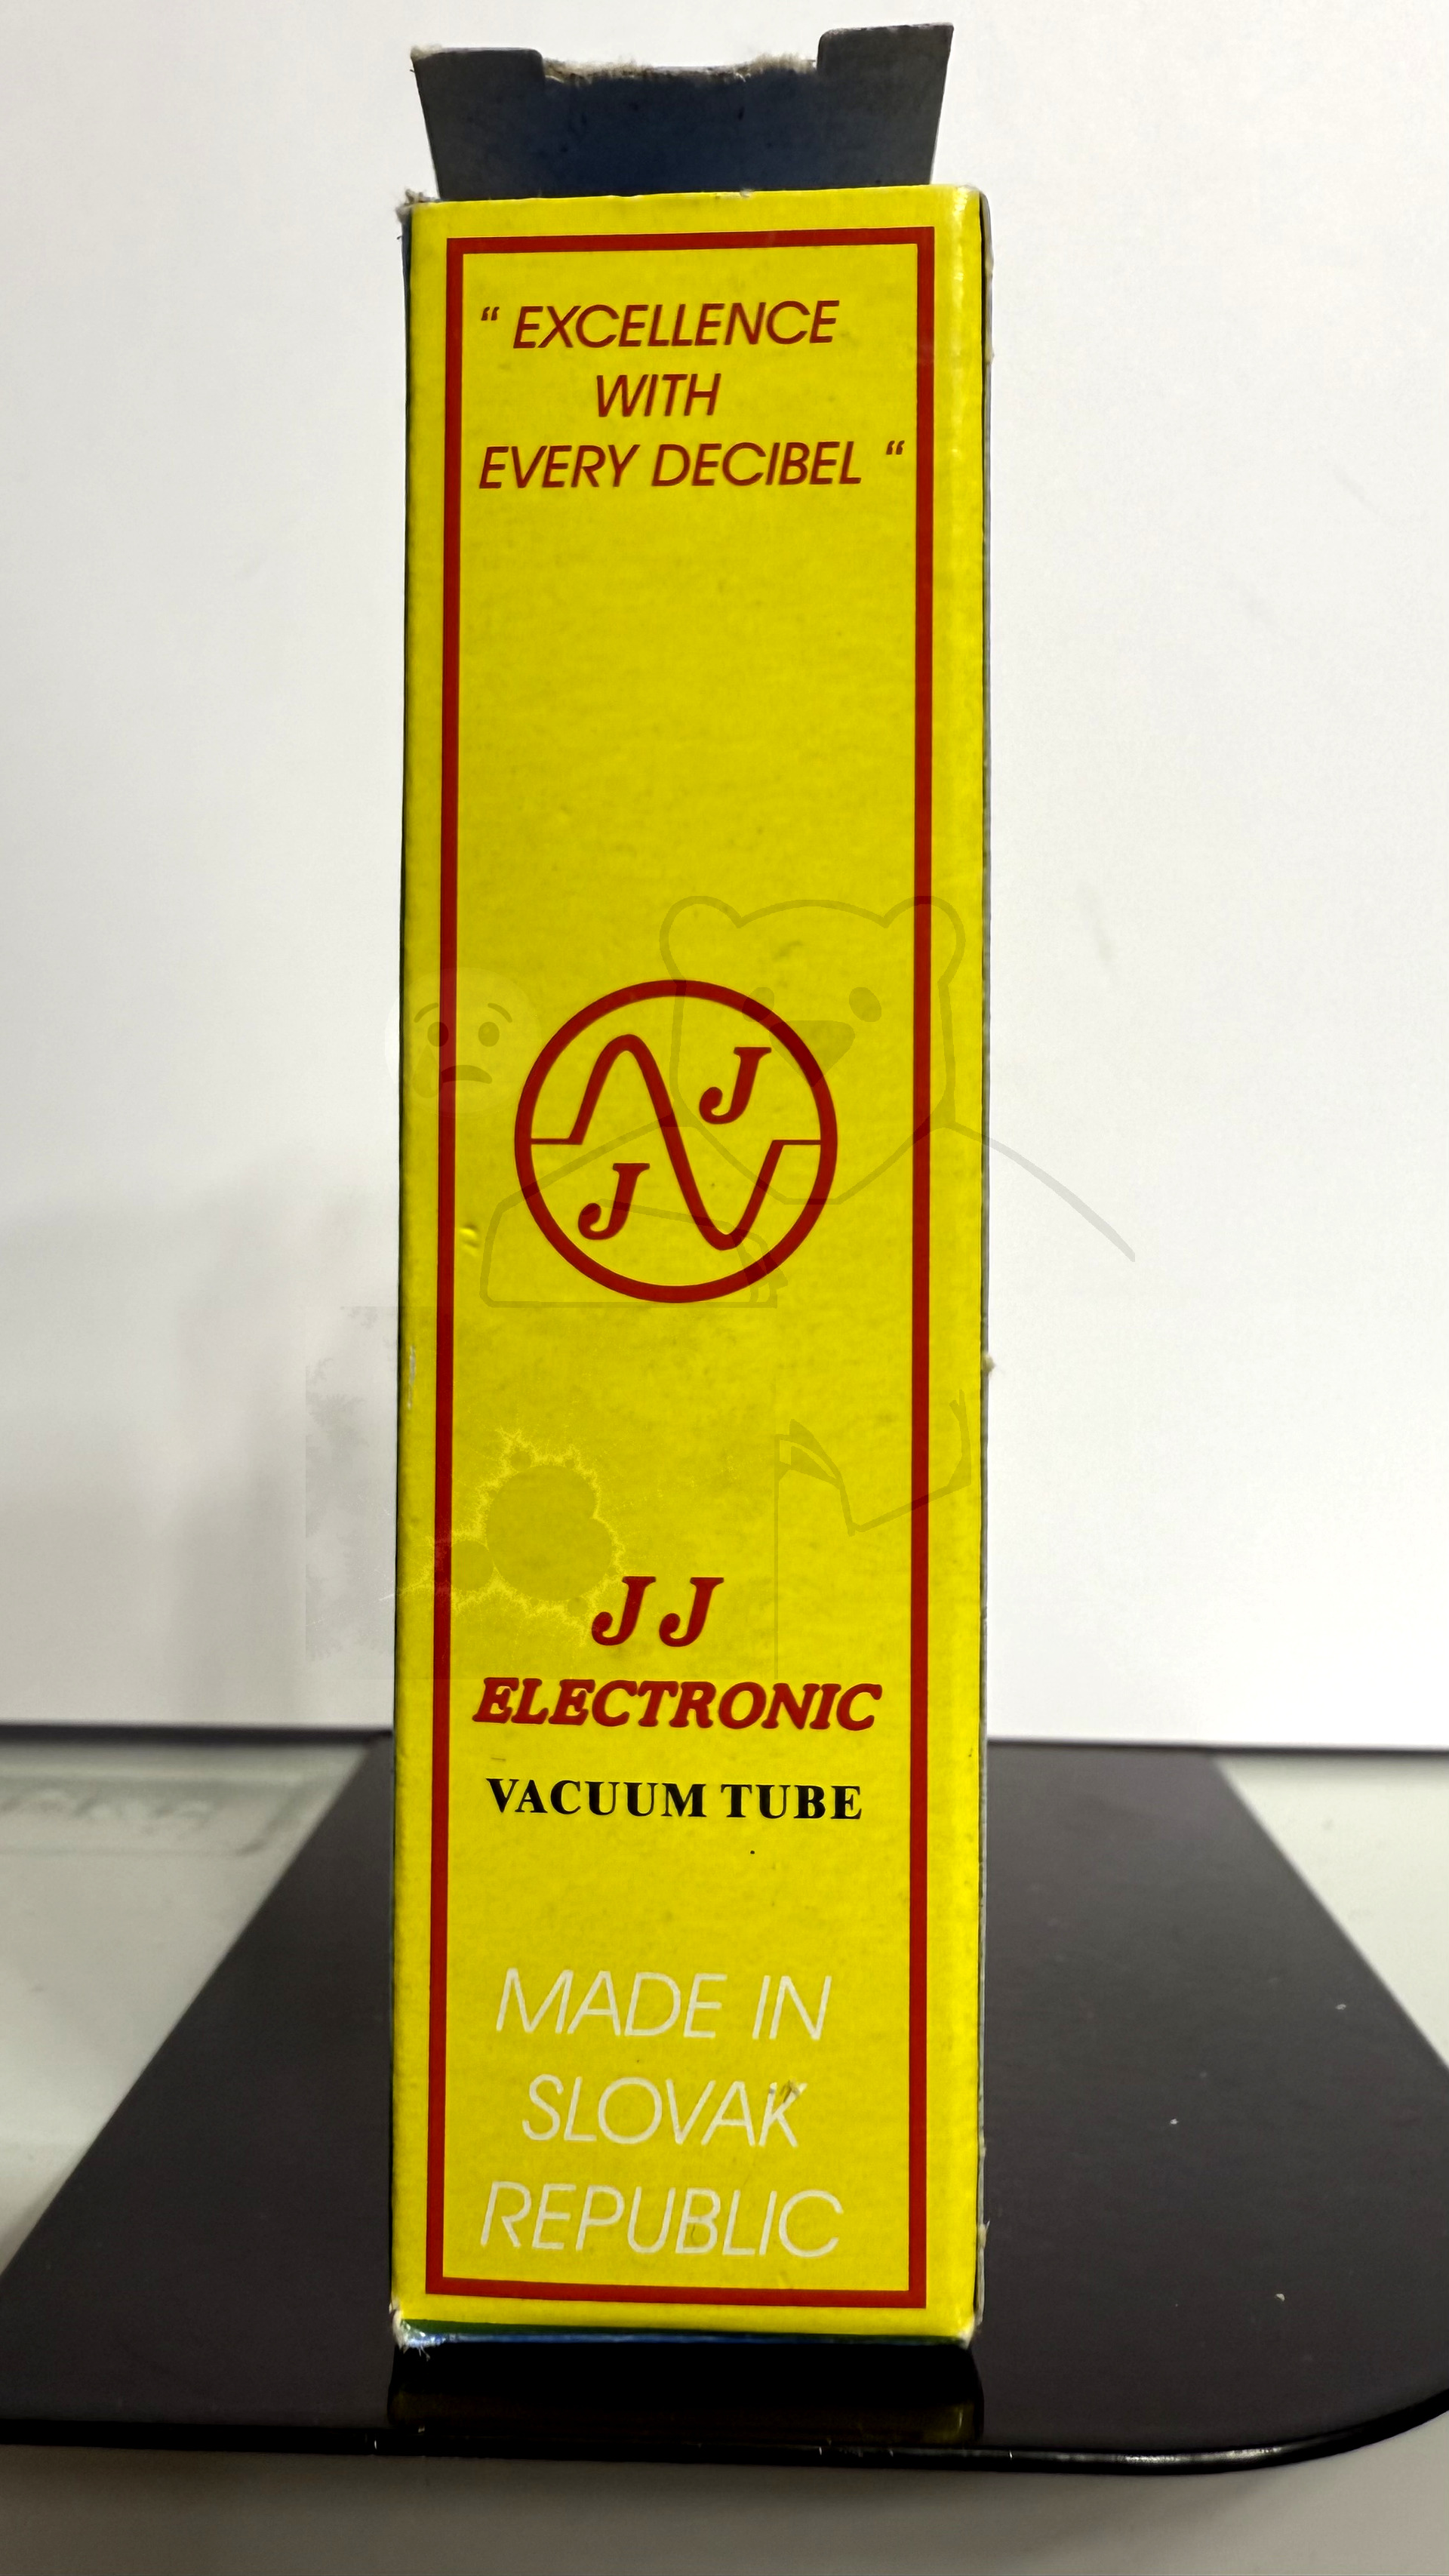 “ EXCELLENCE
WITH
EVERY DECIBEL “
J
J
J J
ELECTRONIC
VACUUM TUBE
MADE IN
SLOVAK
REPUBLIC